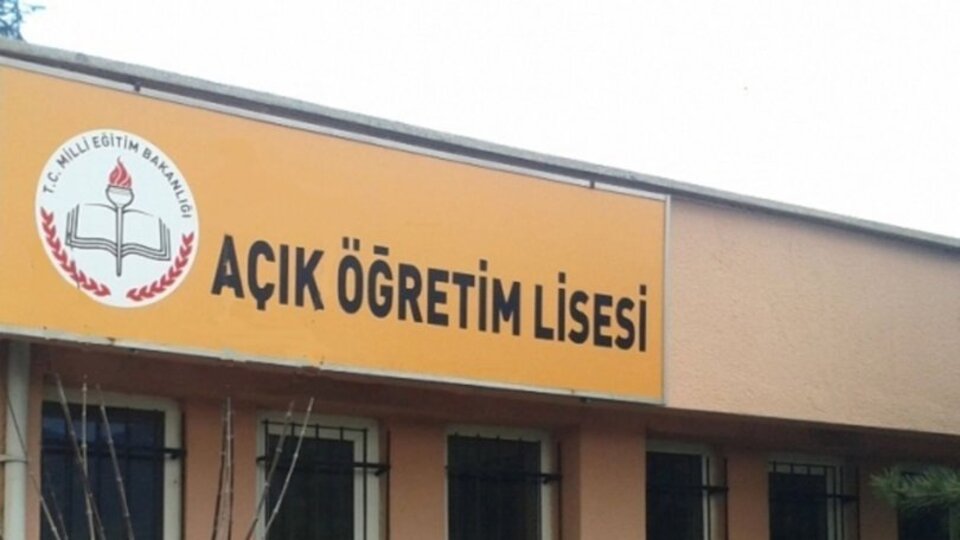 T.C. MİLLİ EĞİTİM BAKANLIĞI
AÇIK ÖĞRETİM LİSESİ